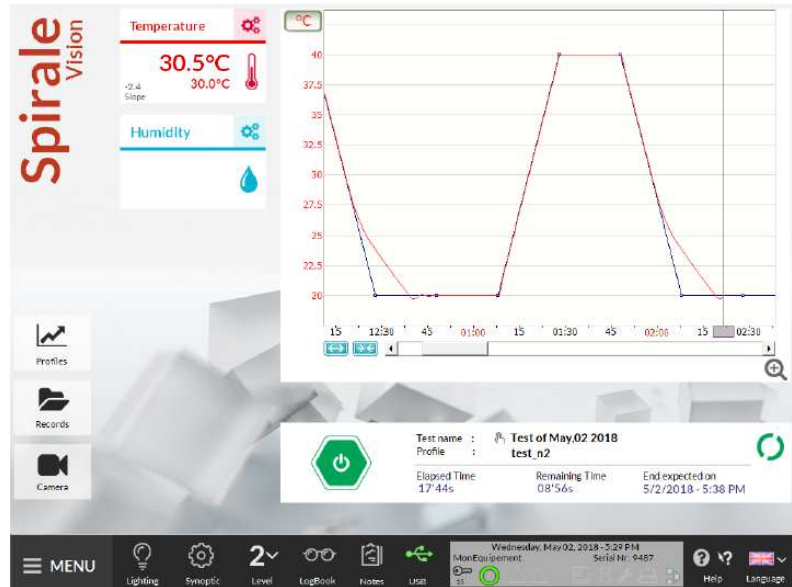 Spirale
Vision
Temperature
30.5°C
-2.4
30.0°C
Slope
Humidity
Profiles
Records
Camera
°C
40
37.5
35
32.5
30
27.5
25
22.5
20
15 12:30 45 01:00 15 01:30 45 02:00 15 02:30
Test name : Test of May,02 2018
Profile : test_n2
Elapsed Time Remaining Time End expected on
17'44s 08'56s 5/2/2018 - 5:38 PM
MENU
Lighting
Synoptic
2
Level
LogBook
Notes
USB
Wednesday, May 02, 2018 - 5:29 PM
MonEquipement Serial Nr: 9487
15
Help
Language